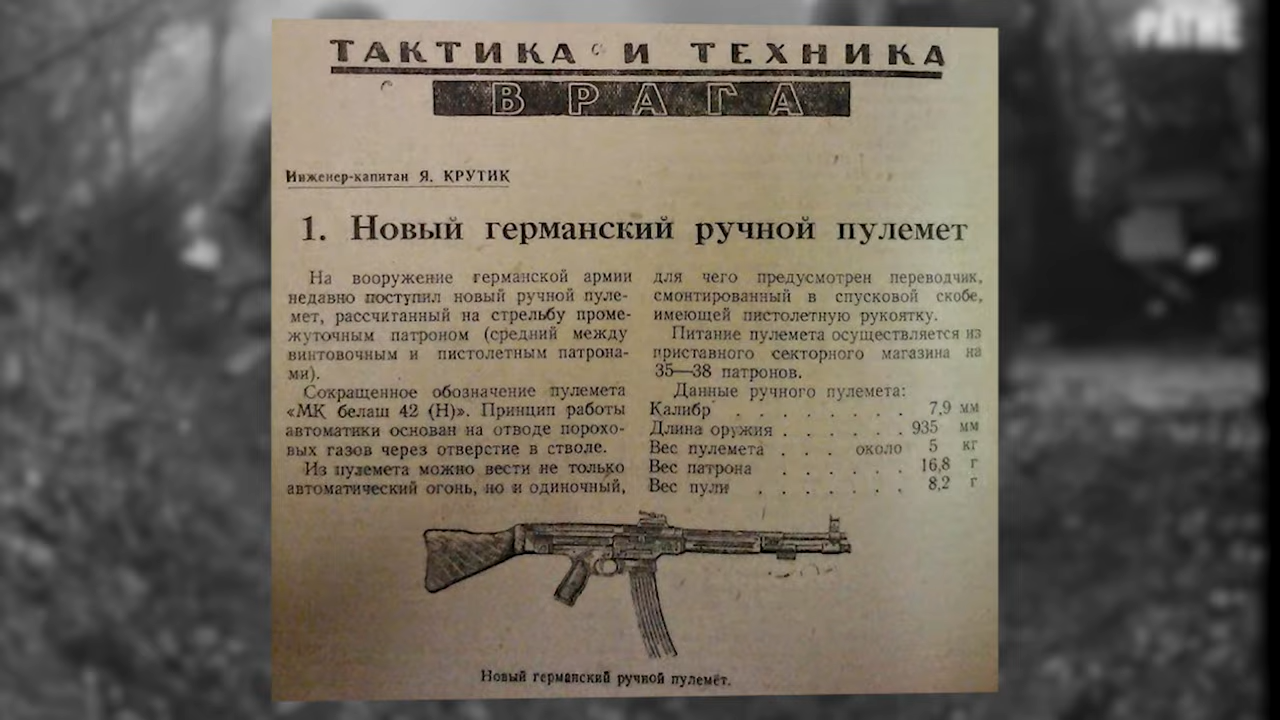 PATHE
ТАКТИКА И ТЕХНИКА
ВРАГА
Инженер-капитан Я. КРУТИК
1. Новый германский ручной пулемет
На вооружение германской армии
недавно поступил новый ручной пуле-
мет, рассчитанный на стрельбу проме-
жуточным патроном (средний между
винтовочным и пистолетным патрона-
ми).
Сокращенное обозначение пулемета
«МК белаш 42 (Н)». Принцип работы
автоматики основан на отводе порохо-
вых газов через отверстие в стволе.
Из пулемета можно вести не только
автоматический огонь, но и одиночный,
для чего предусмотрен переводчик,
смонтированный в спусковой скобе,
имеющей пистолетную рукоятку.
Питание пулемета осуществляется из
приставного секторного магазина на
35—38 патронов.
Данные ручного пулемета:
Калибр . . . . . . . . . 7,9 мм
Длина оружия . . . . . . 935 мм
Вес пулемета . . . около 5 кг
Вес патрона . . . . . . 16,8 г
Вес пули . . . . . . . 8,2 г
Новый германский ручной пулемет.